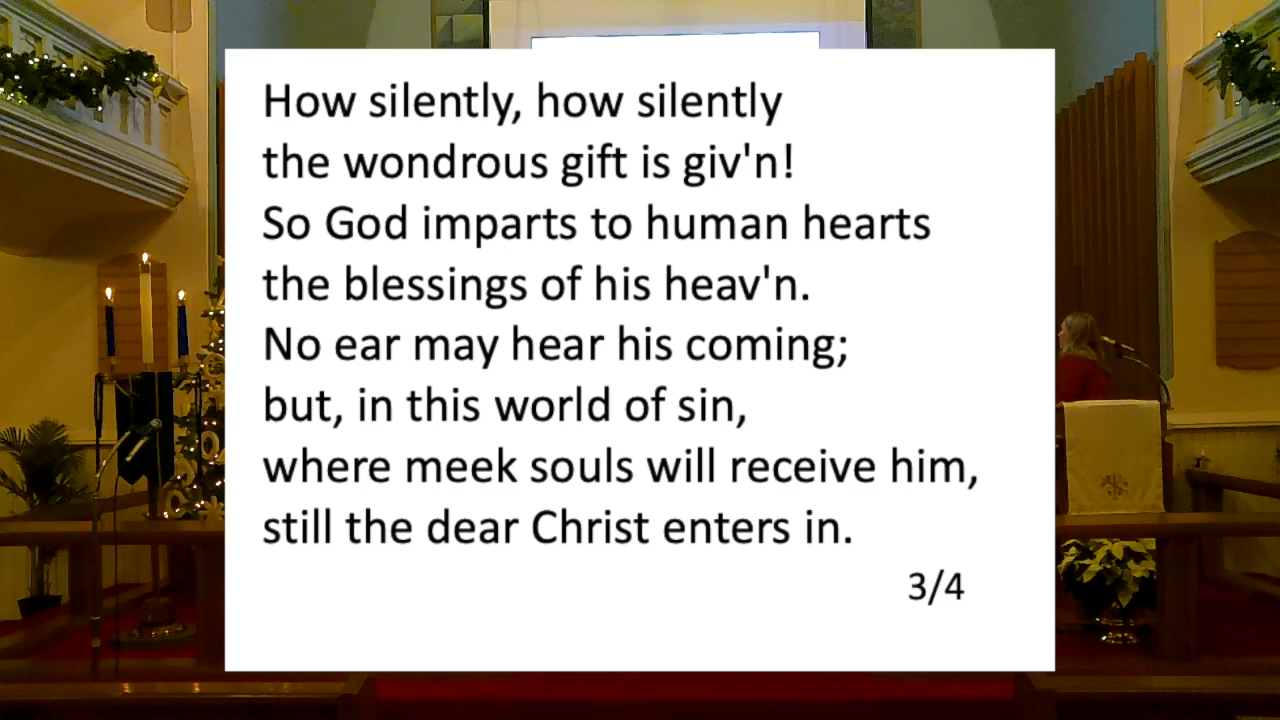 How silently, how silently
the wondrous gift is giv'n!
So God imparts to human hearts
the blessings of his heav'n.
No ear may hear his coming;
but, in this world of sin,
where meek souls will receive him,
still the dear Christ enters in.
3/4